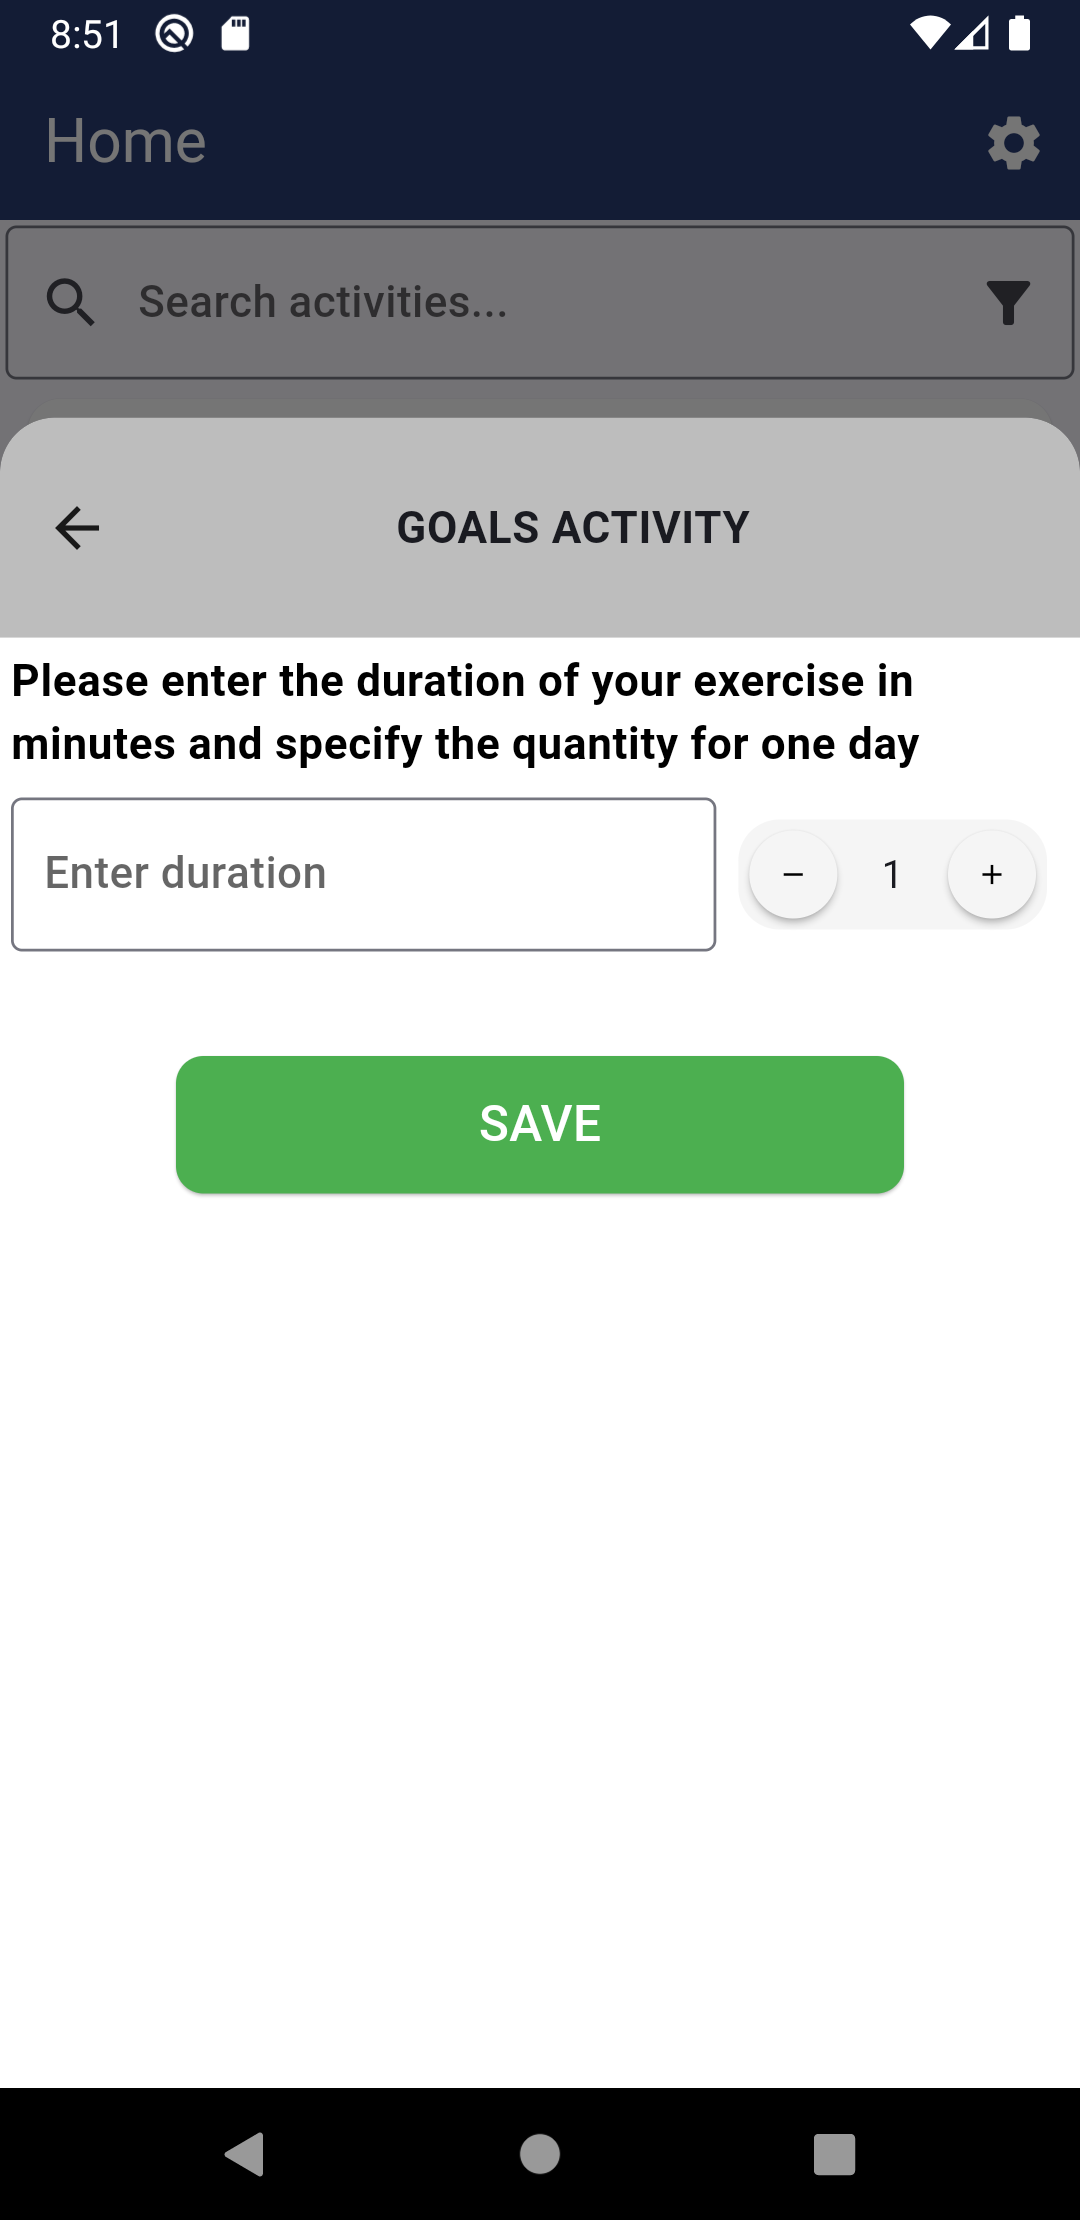 8:51
Home
Search activities...
GOALS ACTIVITY
Please enter the duration of your exercise in
minutes and specify the quantity for one day
Enter duration
− 1 +
SAVE